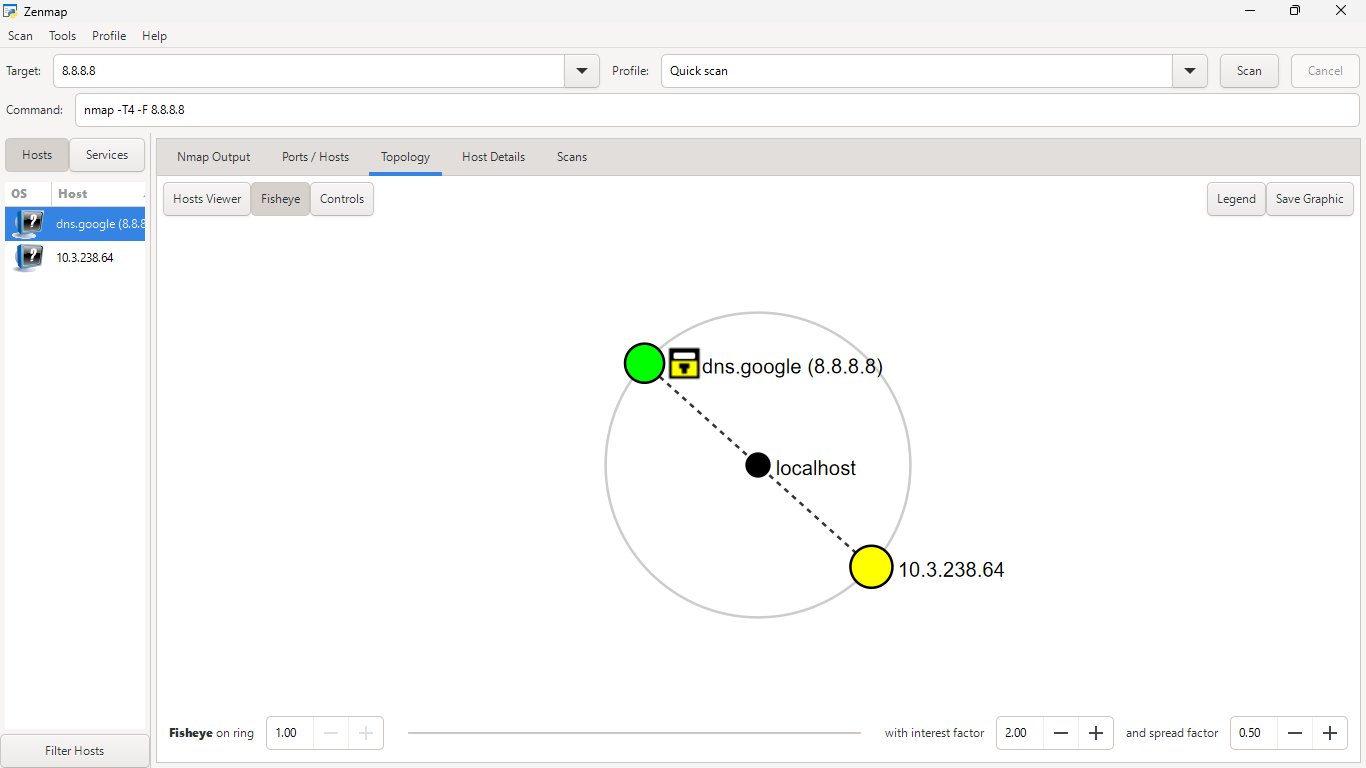 Zenmap
Scan Tools Profile Help
Target: 8.8.8.8 Profile: Quick scan Scan Cancel
Command: nmap -T4 -F 8.8.8.8
Hosts Services
Nmap Output Ports / Hosts Topology Host Details Scans
OS Host
Hosts Viewer Fisheye Controls Legend Save Graphic
dns.google (8.8.8
10.3.238.64
dns.google (8.8.8.8)
localhost
10.3.238.64
Fisheye on ring 1.00 with interest factor 2.00 and spread factor 0.50
Filter Hosts